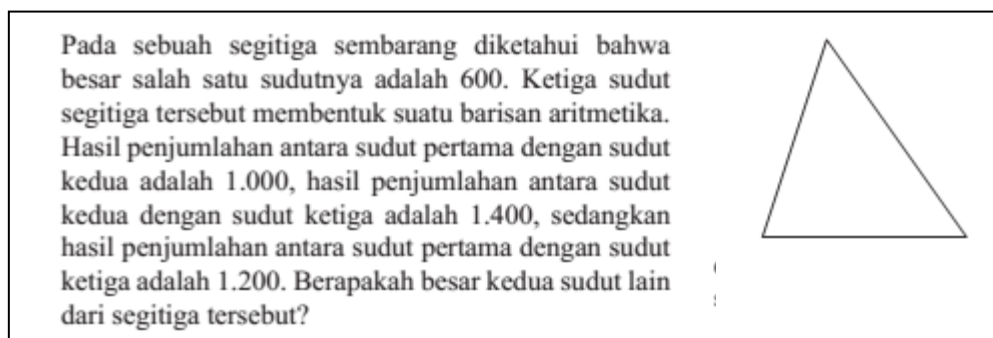 Pada sebuah segitiga sembarang diketahui bahwa
besar salah satu sudutnya adalah 600. Ketiga sudut
segitiga tersebut membentuk suatu barisan aritmetika.
Hasil penjumlahan antara sudut pertama dengan sudut
kedua adalah 1.000, hasil penjumlahan antara sudut
kedua dengan sudut ketiga adalah 1.400, sedangkan
hasil penjumlahan antara sudut pertama dengan sudut
ketiga adalah 1.200. Berapakah besar kedua sudut lain
dari segitiga tersebut?